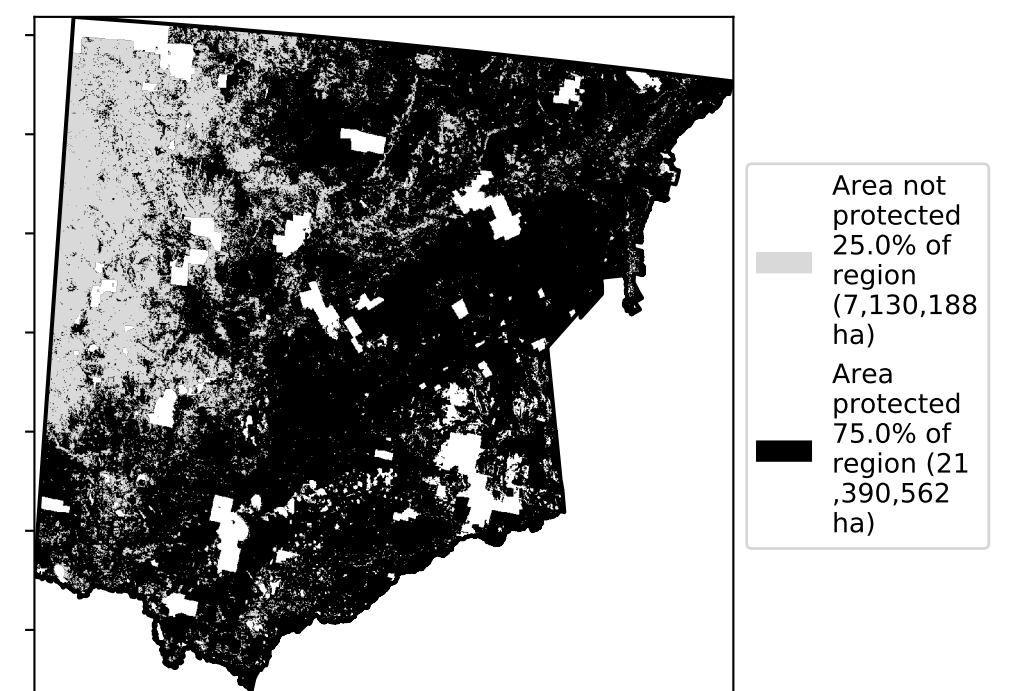 Area not
protected
25.0% of
region
(7,130,188
ha)
Area
protected
75.0% of
region (21
,390,562
ha)